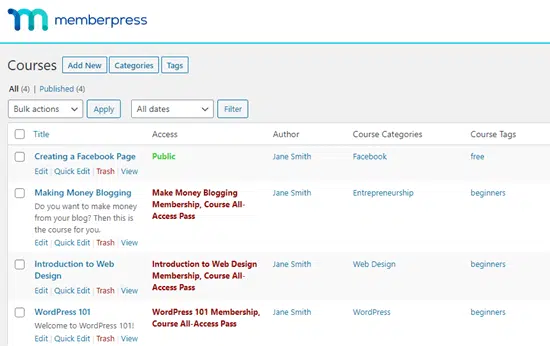 memberpress
Courses Add New Categories Tags
All (4) | Published (4)
Bulk actions Apply All dates Filter
Title Access Author Course Categories Course Tags
Creating a Facebook Page Public Jane Smith Facebook free
Edit | Quick Edit | Trash | View
Making Money Blogging Make Money Blogging Jane Smith Entrepreneurship beginners
Do you want to make money Membership, Course All-
from your blog? Then this is Access Pass
the course for you.
Edit | Quick Edit | Trash | View
Introduction to Web Introduction to Web Design Jane Smith Web Design beginners
Design Membership, Course All-
Edit | Quick Edit | Trash | View Access Pass
WordPress 101 WordPress 101 Membership, Jane Smith WordPress beginners
Welcome to WordPress 101! Course All-Access Pass
Edit | Quick Edit | Trash | View